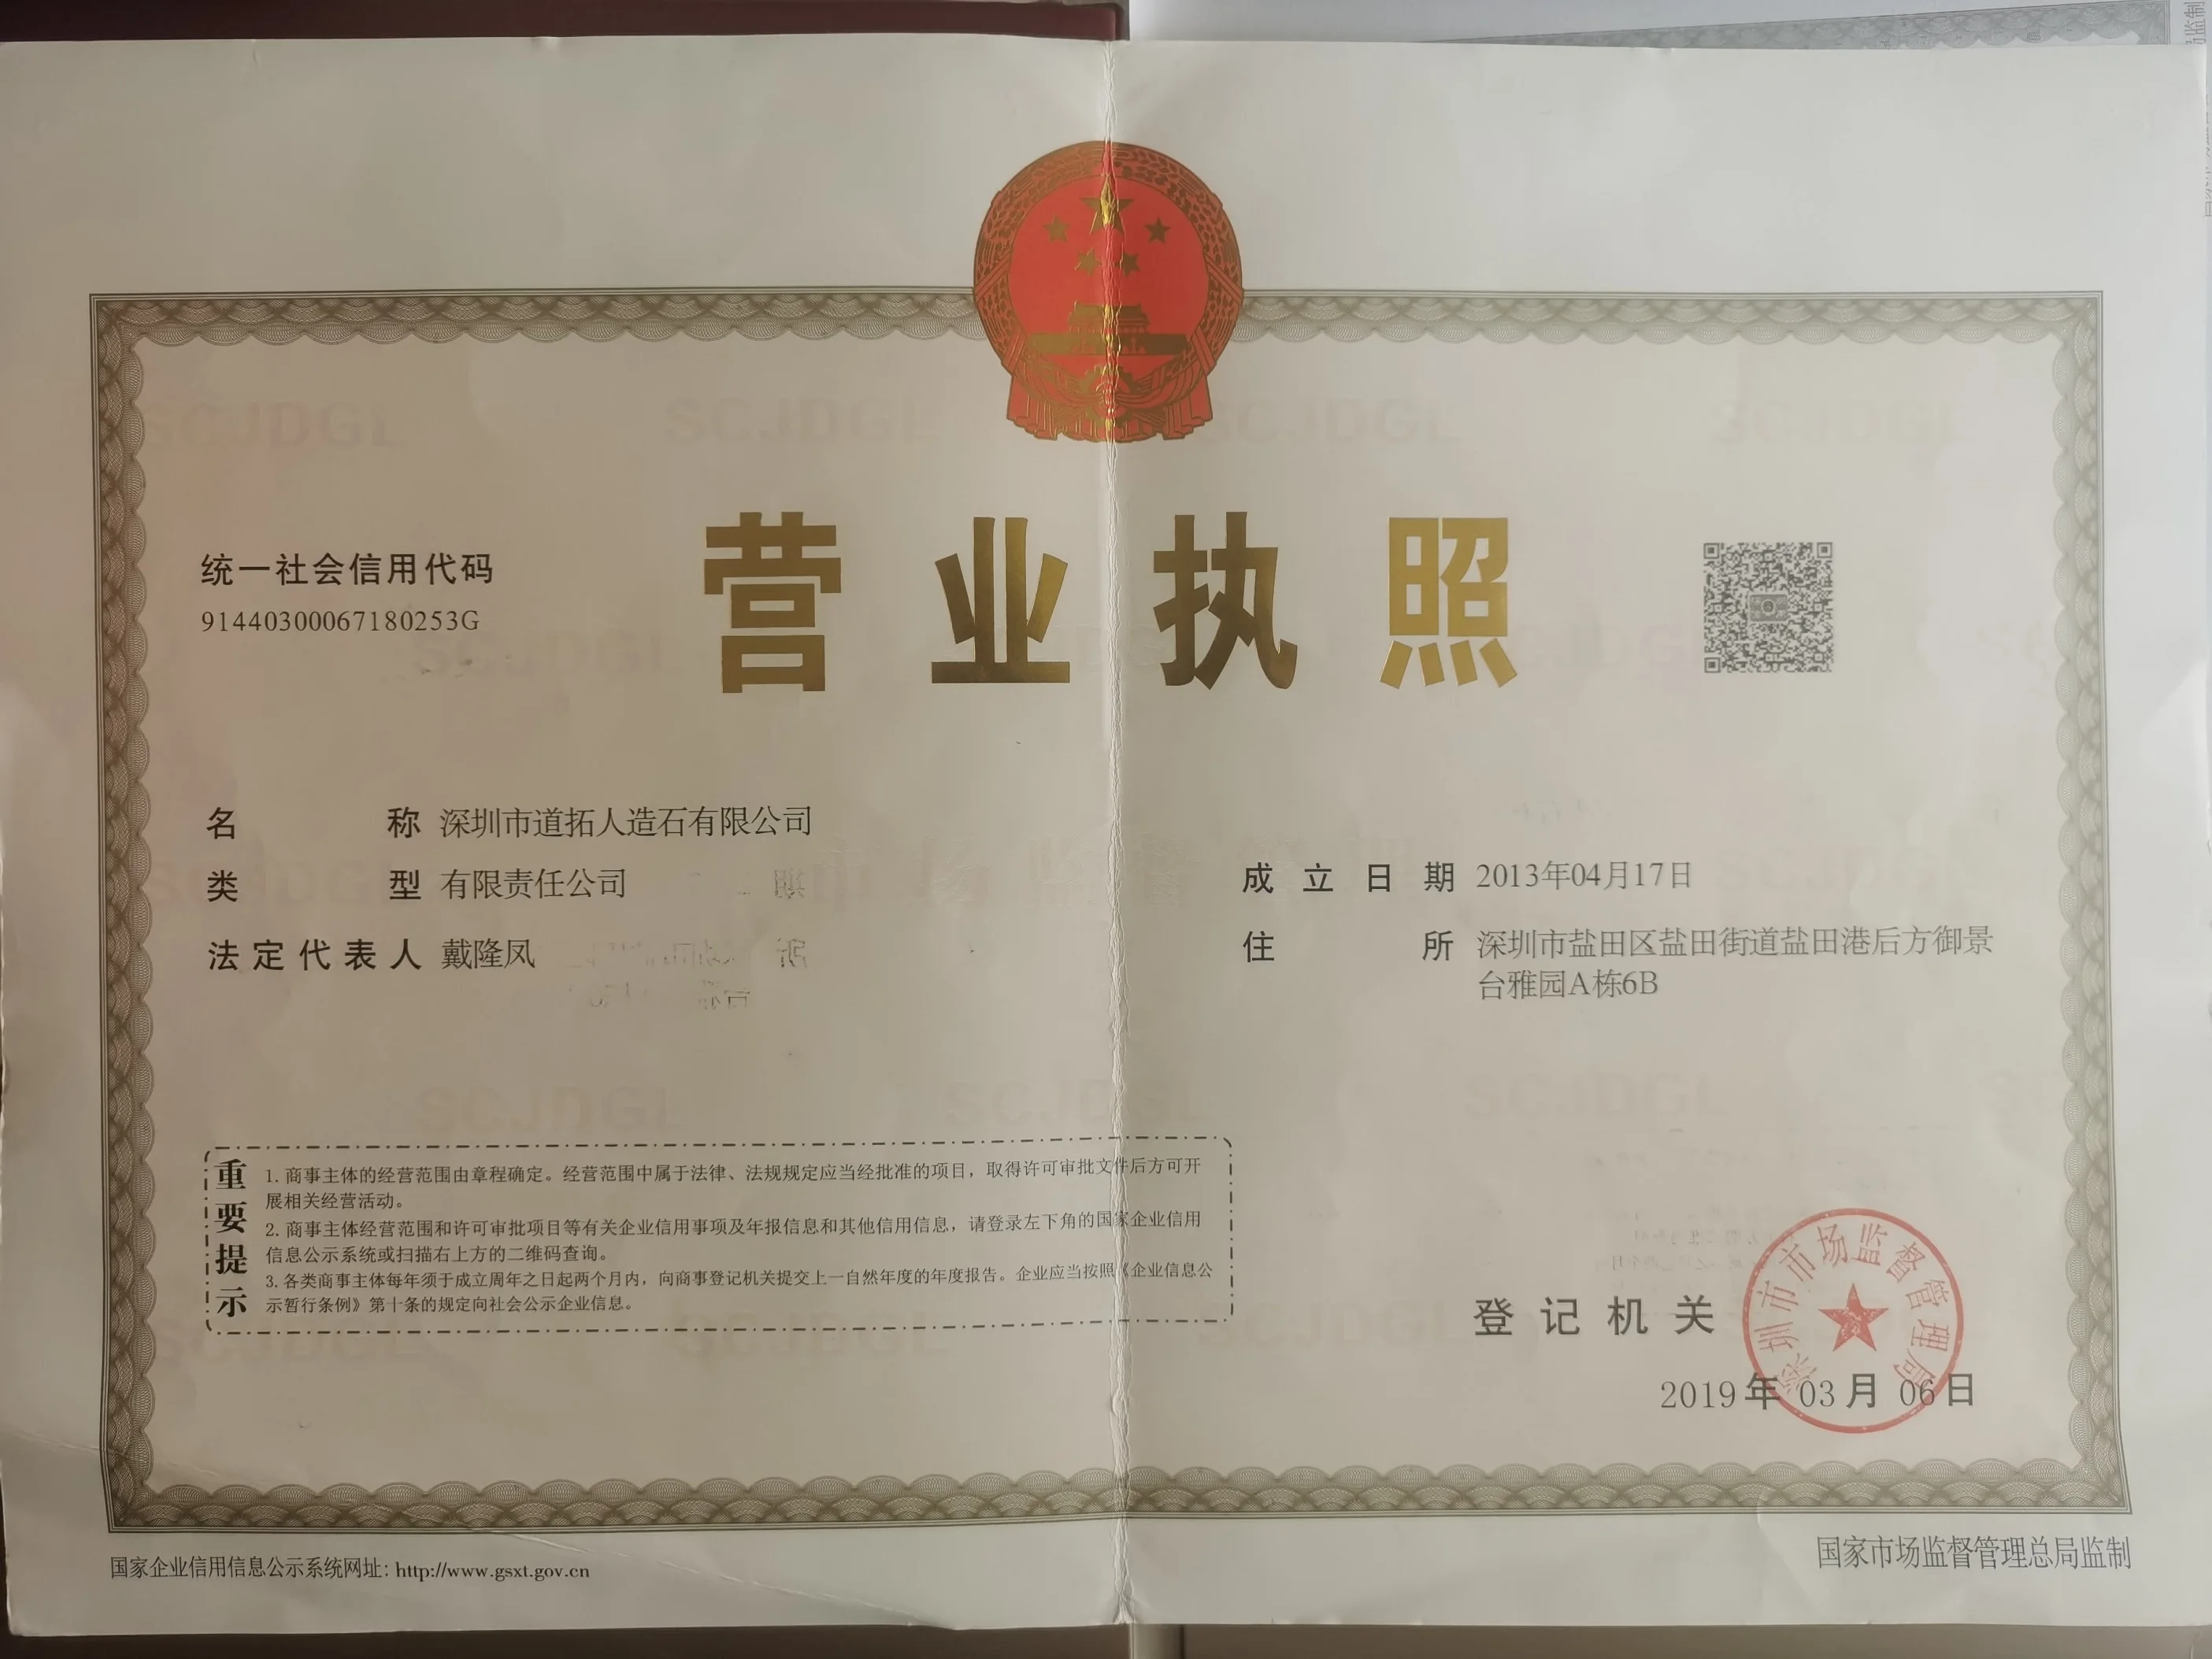 营业执照
统一社会信用代码
91440300067180253G
名称 深圳市道拓人造石有限公司
类型 有限责任公司
法定代表人 戴隆凤
成立日期 2013年04月17日
住所 深圳市盐田区盐田街道盐田港后方御景
台雅园A栋6B
重要提示
1. 商事主体的经营范围由章程确定。经营范围中属于法律、法规规定应当经批准的项目，取得许可审批文件后方可开
展相关经营活动。
2. 商事主体经营范围和许可审批项目等有关企业信用事项及年报信息和其他信用信息，请登录左下角的国家企业信用
信息公示系统或扫描右上方的二维码查询。
3. 各类商事主体每年须于成立周年之日起两个月内，向商事登记机关提交上一自然年度的年度报告。企业应当按照《企业信息公
示暂行条例》第十条的规定向社会公示企业信息。
登记机关
深圳市市场监督管理局
2019年03月06日
国家企业信用信息公示系统网址: http://www.gsxt.gov.cn
国家市场监督管理总局监制
SCJDGL